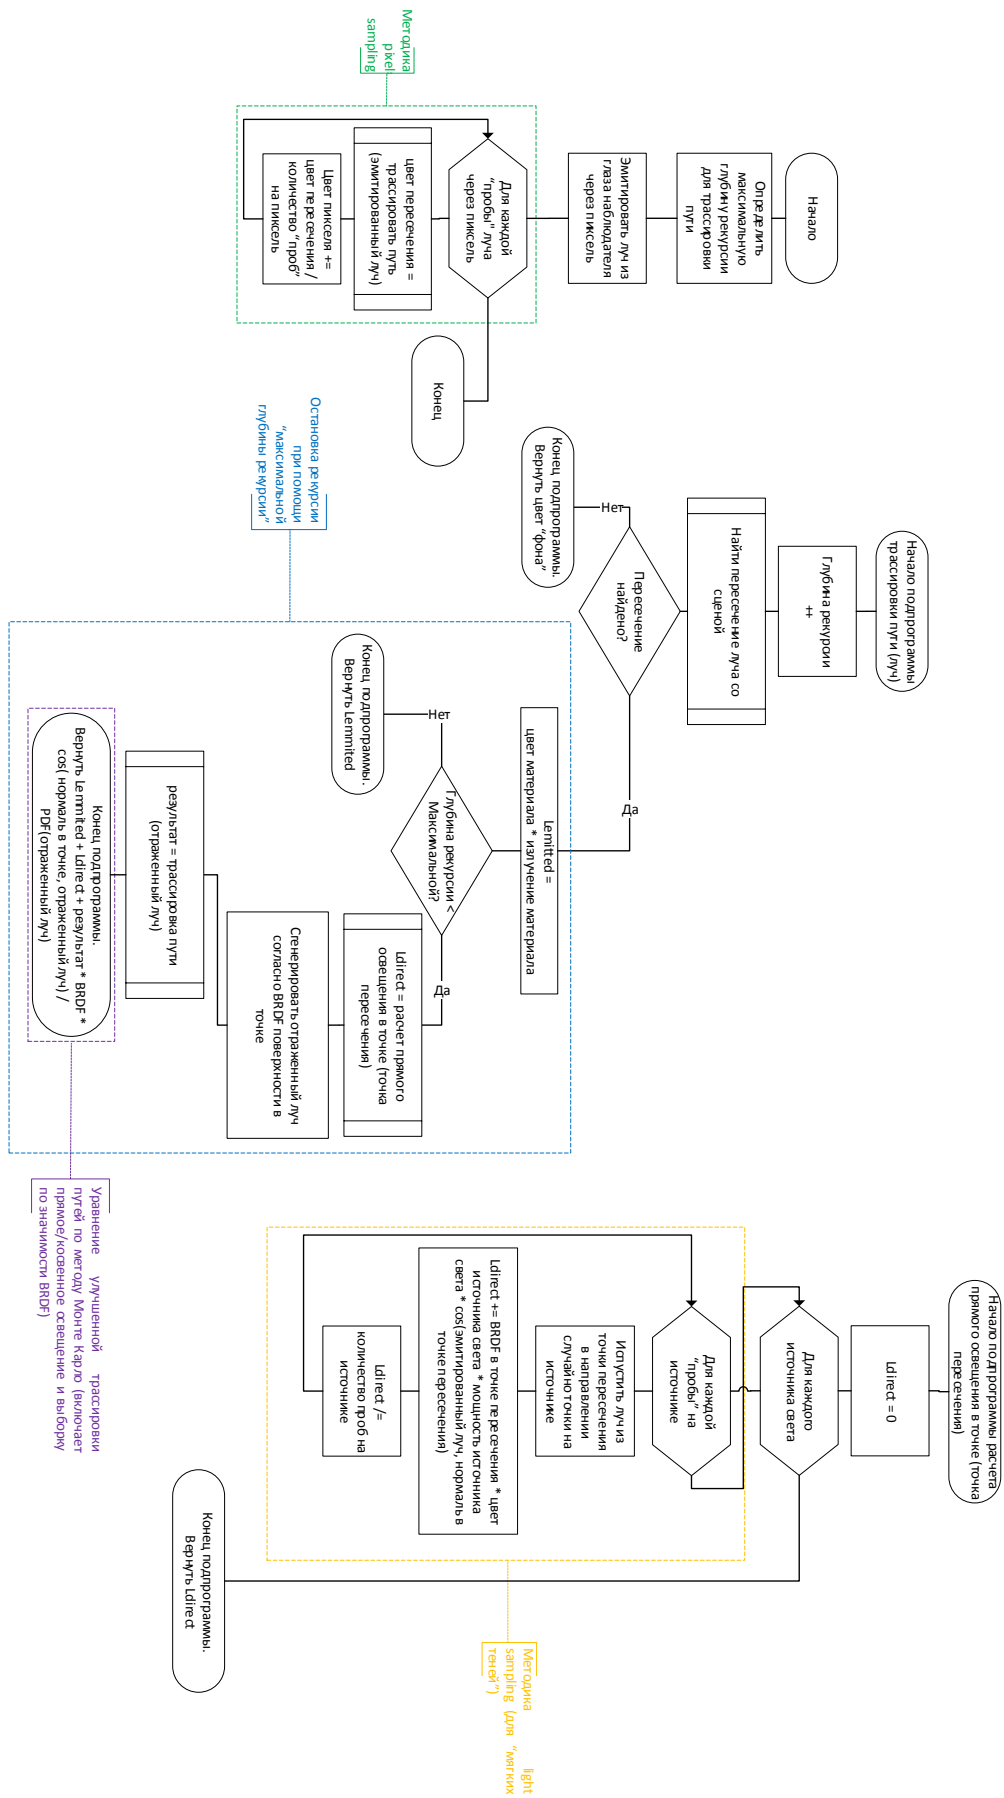 Начало
Определить
максимальную
глубину рекурсии
для трассировки
пути
Эмитировать луч из
глаза наблюдателя
через пиксель
Для каждой
“пробы” луча
через пиксель
цвет пересечения =
трассировать путь
(эмитированный луч)
Цвет пикселя +=
цвет пересечения /
количество “проб”
на пиксель
Конец
Методика
pixel
sampling
Начало подпрограммы
трассировки пути (луч)
Глубина рекурсии
++
Найти пересечение луча со
сценой
Пересечение
найдено?
Нет
Конец подпрограммы.
Вернуть цвет “фона”
Да
Lemitted =
цвет материала * излучение материала
Глубина рекурсии <
Максимальной?
Нет
Конец подпрограммы.
Вернуть Lemmited
Да
Ldirect = расчет прямого
освещения в точке (точка
пересечения)
Сгенерировать отраженный луч
согласно BRDF поверхности в
точке
результат = трассировка пути
(отраженный луч)
Конец подпрограммы.
Вернуть Lemmited + Ldirect + результат * BRDF *
cos( нормаль в точке, отраженный луч) /
PDF(отраженный луч)
Остановка рекурсии
при помощи
“максимальной
глубины рекурсии”
Уравнение улучшенной трассировки
путей по методу Монте Карло (включает
прямое/косвенное освещение и выборку
по значимости BRDF)
Начало подпрограммы расчета
прямого освещения в точке (точка
пересечения)
Ldirect = 0
Для каждого
источника света
Для каждой
“пробы” на
источнике
Испустить луч из
точки пересечения
в направлении
случайно точки на
источнике
Ldirect += BRDF в точке пересечения * цвет
источника света * мощность источника
света * cos(эмитированный луч, нормаль в
точке пересечения)
Ldirect /=
количество проб на
источнике
Конец подпрограммы.
Вернуть Ldirect
Методика light
sampling (для “мягких
теней”)